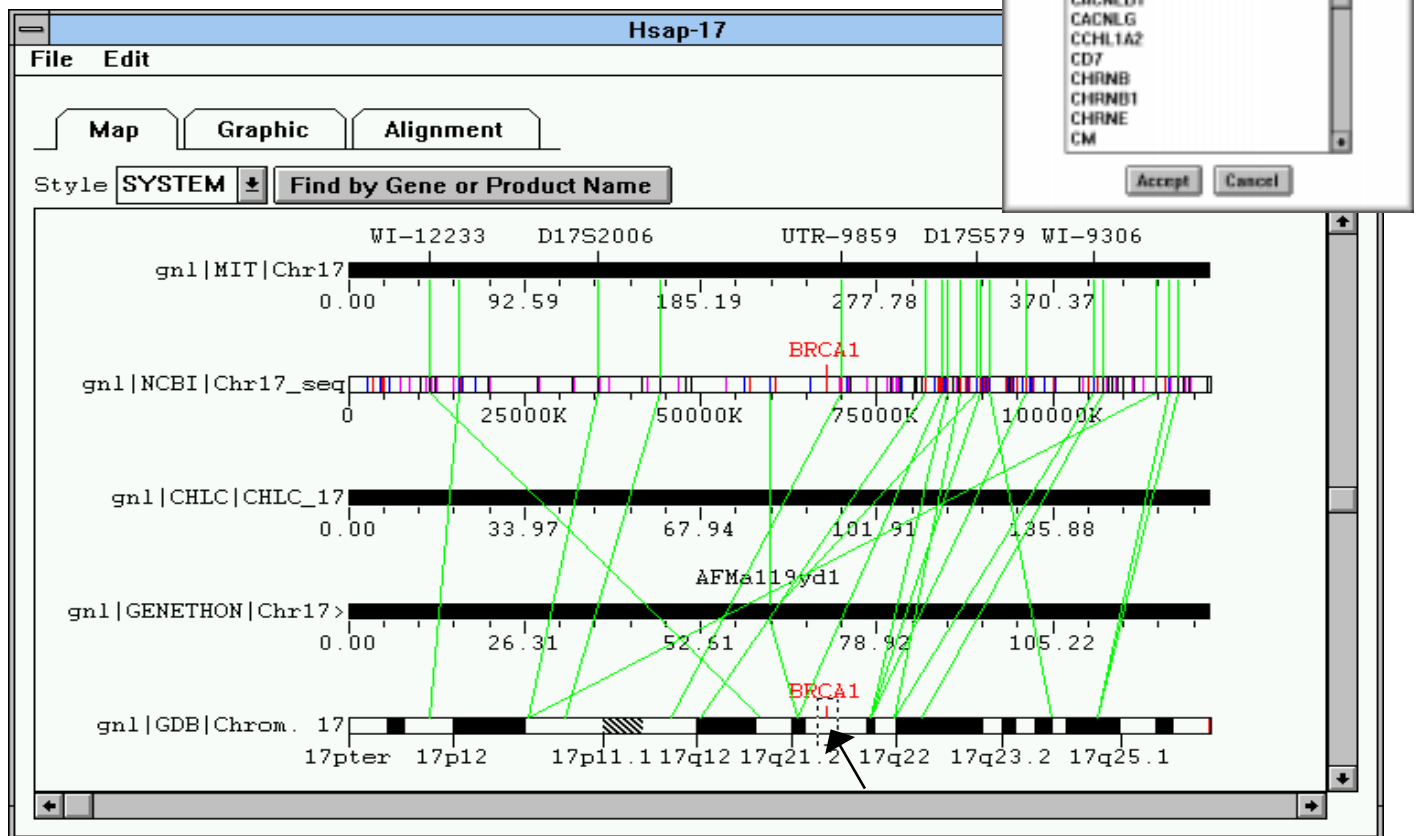 Hsap-17
File Edit
Map Graphic Alignment
Style SYSTEM Find by Gene or Product Name
CACNLG
CCHL1A2
CD7
CHRNB
CHRNB1
CHRNE
CM
Accept Cancel
WI-12233 D17S2006 UTR-9859 D17S579 WI-9306
gnl|MIT|Chr17
0.00 92.59 185.19 277.78 370.37
BRCA1
gnl|NCBI|Chr17_seq
0 25000K 50000K 75000K 100000K
gnl|CHLC|CHLC_17
0.00 33.97 67.94 101.91 135.88
AFMa119yd1
gnl|GENETHON|Chr17>
0.00 26.31 52.61 78.92 105.22
BRCA1
gnl|GDB|Chrom. 17
17pter 17p12 17p11.1 17q12 17q21.2 17q22 17q23.2 17q25.1